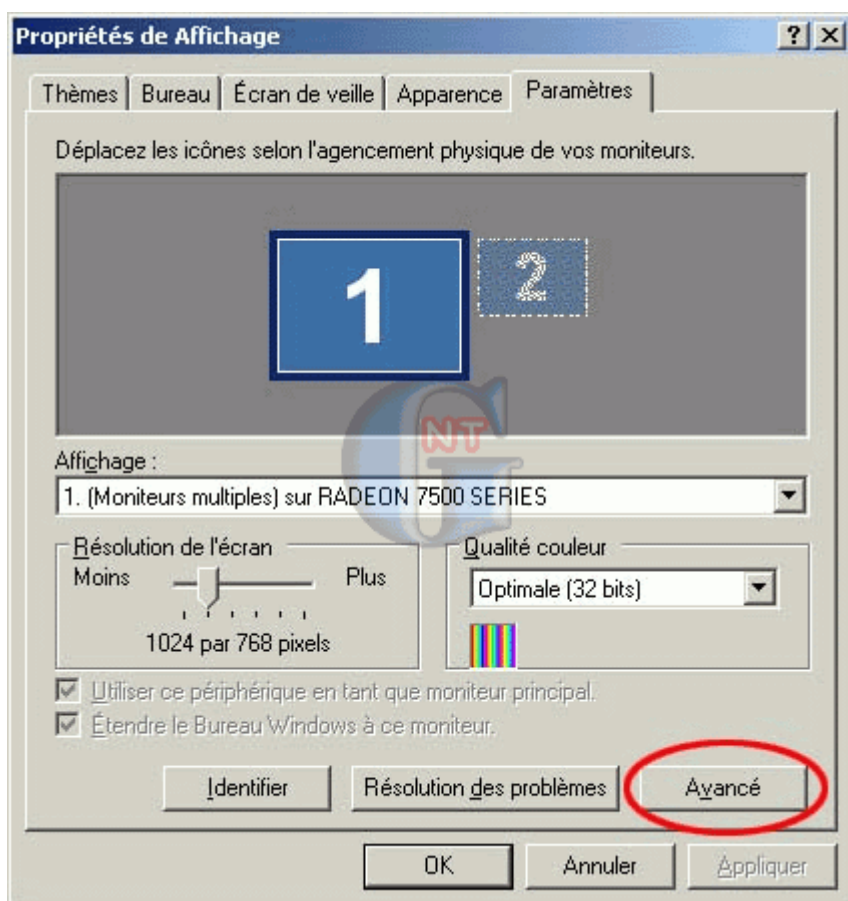 Propriétés de Affichage
Thèmes Bureau Écran de veille Apparence Paramètres
Déplacez les icônes selon l'agencement physique de vos moniteurs.
1 2
GNT
Affichage :
1. (Moniteurs multiples) sur RADEON 7500 SERIES
Résolution de l'écran
Moins Plus
1024 par 768 pixels
Qualité couleur
Optimale (32 bits)
Utiliser ce périphérique en tant que moniteur principal.
Étendre le Bureau Windows à ce moniteur.
Identifier Résolution des problèmes Avancé
OK Annuler Appliquer